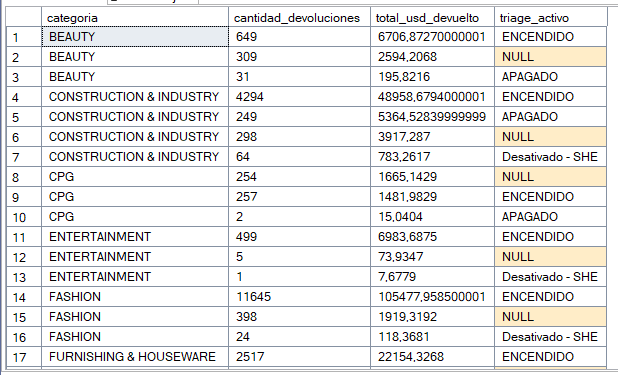 categoria cantidad_devoluciones total_usd_devuelto triage_activo
1 BEAUTY 649 6706,87270000001 ENCENDIDO
2 BEAUTY 309 2594,2068 NULL
3 BEAUTY 31 195,8216 APAGADO
4 CONSTRUCTION & INDUSTRY 4294 48958,6794000001 ENCENDIDO
5 CONSTRUCTION & INDUSTRY 249 5364,52839999999 APAGADO
6 CONSTRUCTION & INDUSTRY 298 3917,287 NULL
7 CONSTRUCTION & INDUSTRY 64 783,2617 Desativado - SHE
8 CPG 254 1665,1429 NULL
9 CPG 257 1481,9829 ENCENDIDO
10 CPG 2 15,0404 APAGADO
11 ENTERTAINMENT 499 6983,6875 ENCENDIDO
12 ENTERTAINMENT 5 73,9347 NULL
13 ENTERTAINMENT 1 7,6779 Desativado - SHE
14 FASHION 11645 105477,958500001 ENCENDIDO
15 FASHION 398 1919,3192 NULL
16 FASHION 24 118,3681 Desativado - SHE
17 FURNISHING & HOUSEWARE 2517 22154,3268 ENCENDIDO